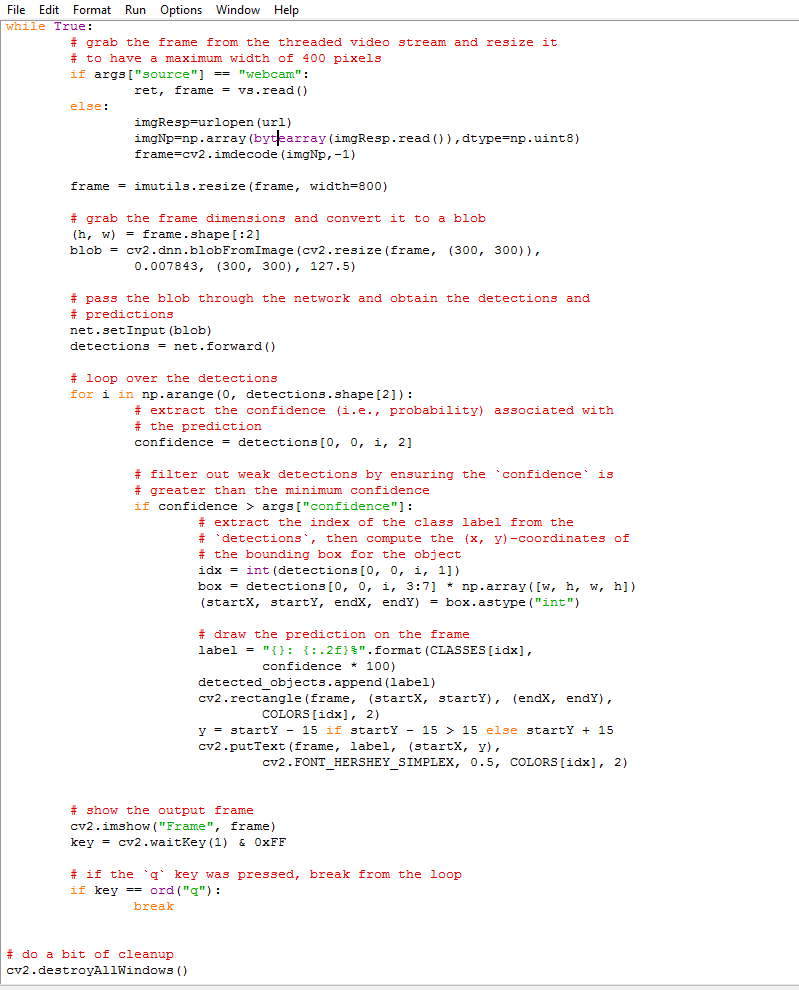 File Edit Format Run Options Window Help
while True:
        # grab the frame from the threaded video stream and resize it
        # to have a maximum width of 400 pixels
        if args["source"] == "webcam":
                ret, frame = vs.read()
        else:
                imgResp=urlopen(url)
                imgNp=np.array(bytearray(imgResp.read()),dtype=np.uint8)
                frame=cv2.imdecode(imgNp,-1)

        frame = imutils.resize(frame, width=800)

        # grab the frame dimensions and convert it to a blob
        (h, w) = frame.shape[:2]
        blob = cv2.dnn.blobFromImage(cv2.resize(frame, (300, 300)),
                0.007843, (300, 300), 127.5)

        # pass the blob through the network and obtain the detections and
        # predictions
        net.setInput(blob)
        detections = net.forward()

        # loop over the detections
        for i in np.arange(0, detections.shape[2]):
                # extract the confidence (i.e., probability) associated with
                # the prediction
                confidence = detections[0, 0, i, 2]

                # filter out weak detections by ensuring the `confidence` is
                # greater than the minimum confidence
                if confidence > args["confidence"]:
                        # extract the index of the class label from the
                        # `detections`, then compute the (x, y)-coordinates of
                        # the bounding box for the object
                        idx = int(detections[0, 0, i, 1])
                        box = detections[0, 0, i, 3:7] * np.array([w, h, w, h])
                        (startX, startY, endX, endY) = box.astype("int")

                        # draw the prediction on the frame
                        label = "{}: {:.2f}%".format(CLASSES[idx],
                                confidence * 100)
                        detected_objects.append(label)
                        cv2.rectangle(frame, (startX, startY), (endX, endY),
                                COLORS[idx], 2)
                        y = startY - 15 if startY - 15 > 15 else startY + 15
                        cv2.putText(frame, label, (startX, y),
                                cv2.FONT_HERSHEY_SIMPLEX, 0.5, COLORS[idx], 2)

        # show the output frame
        cv2.imshow("Frame", frame)
        key = cv2.waitKey(1) & 0xFF

        # if the `q` key was pressed, break from the loop
        if key == ord("q"):
                break

# do a bit of cleanup
cv2.destroyAllWindows()